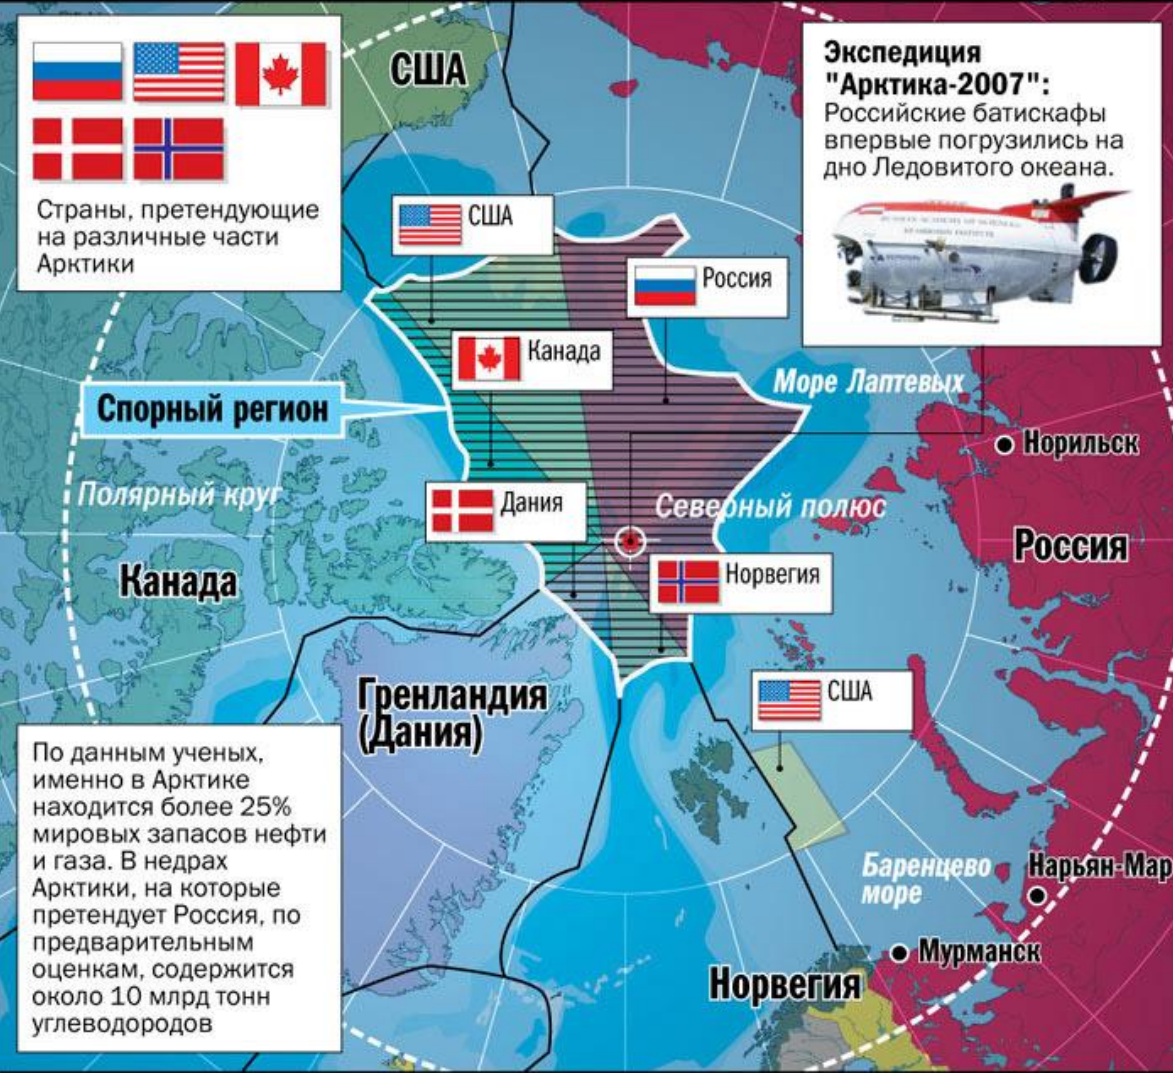 Страны, претендующие
на различные части
Арктики
США
Экспедиция
"Арктика-2007":
Российские батискафы
впервые погрузились на
дно Ледовитого океана.
США
Россия
Канада
Море Лаптевых
Спорный регион
Норильск
Полярный круг
Дания
Северный полюс
Россия
Канада
Норвегия
Гренландия
(Дания)
США
По данным ученых,
именно в Арктике
находится более 25%
мировых запасов нефти
и газа. В недрах
Арктики, на которые
претендует Россия, по
предварительным
оценкам, содержится
около 10 млрд тонн
углеводородов
Баренцево
море
Нарьян-Мар
Мурманск
Норвегия